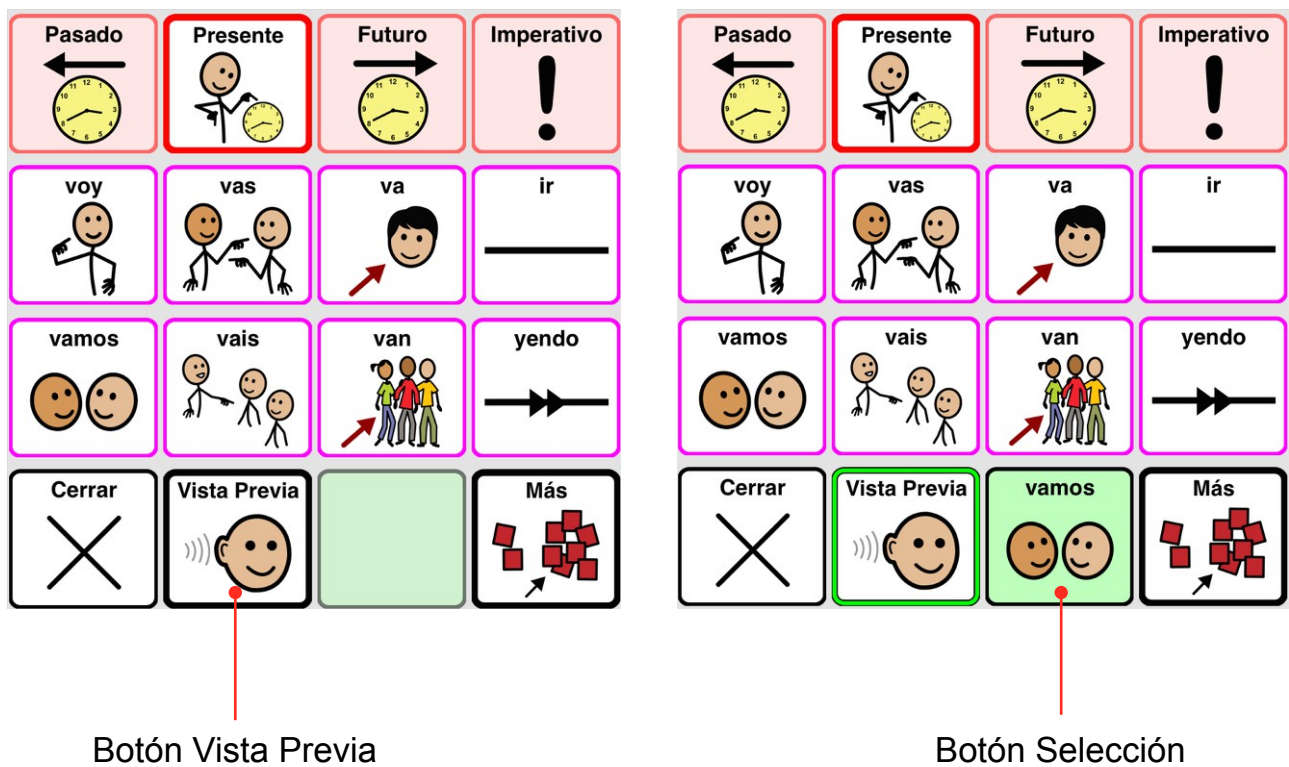 Pasado Presente Futuro Imperativo
voy vas va ir
vamos vais van yendo
Cerrar Vista Previa Más
Botón Vista Previa
Pasado Presente Futuro Imperativo
voy vas va ir
vamos vais van yendo
Cerrar Vista Previa vamos Más
Botón Selección